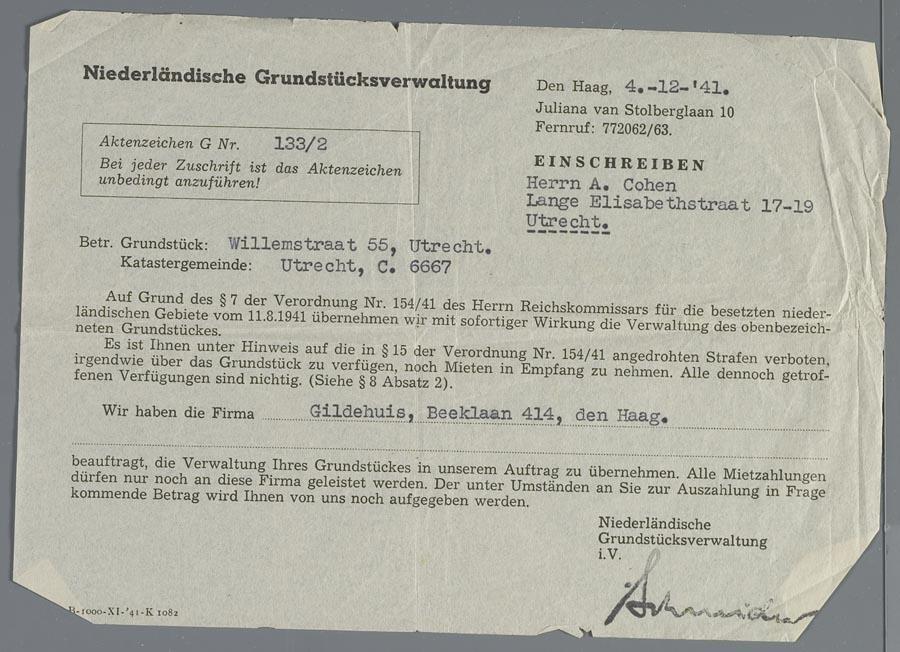 Niederländische Grundstücksverwaltung
Den Haag, 4.-12-'41.
Juliana van Stolberglaan 10
Fernruf: 772062/63.
Aktenzeichen G Nr. 133/2
Bei jeder Zuschrift ist das Aktenzeichen
unbedingt anzuführen!
EINSCHREIBEN
Herrn A. Cohen
Lange Elisabethstraat 17-19
Utrecht.
Betr. Grundstück: Willemstraat 55, Utrecht.
Katastergemeinde: Utrecht, C. 6667
Auf Grund des § 7 der Verordnung Nr. 154/41 des Herrn Reichskommissars für die besetzten nieder-
ländischen Gebiete vom 11.8.1941 übernehmen wir mit sofortiger Wirkung die Verwaltung des obenbezeich-
neten Grundstückes.
Es ist Ihnen unter Hinweis auf die in § 15 der Verordnung Nr. 154/41 angedrohten Strafen verboten,
irgendwie über das Grundstück zu verfügen, noch Mieten in Empfang zu nehmen. Alle dennoch getrof-
fenen Verfügungen sind nichtig. (Siehe § 8 Absatz 2).
Wir haben die Firma Gildehuis, Beeklaan 414, den Haag.
beauftragt, die Verwaltung Ihres Grundstückes in unserem Auftrag zu übernehmen. Alle Mietzahlungen
dürfen nur noch an diese Firma geleistet werden. Der unter Umständen an Sie zur Auszahlung in Frage
kommende Betrag wird Ihnen von uns noch aufgegeben werden.
Niederländische
Grundstücksverwaltung
i.V.
B-1000-XI-'41-K 1082